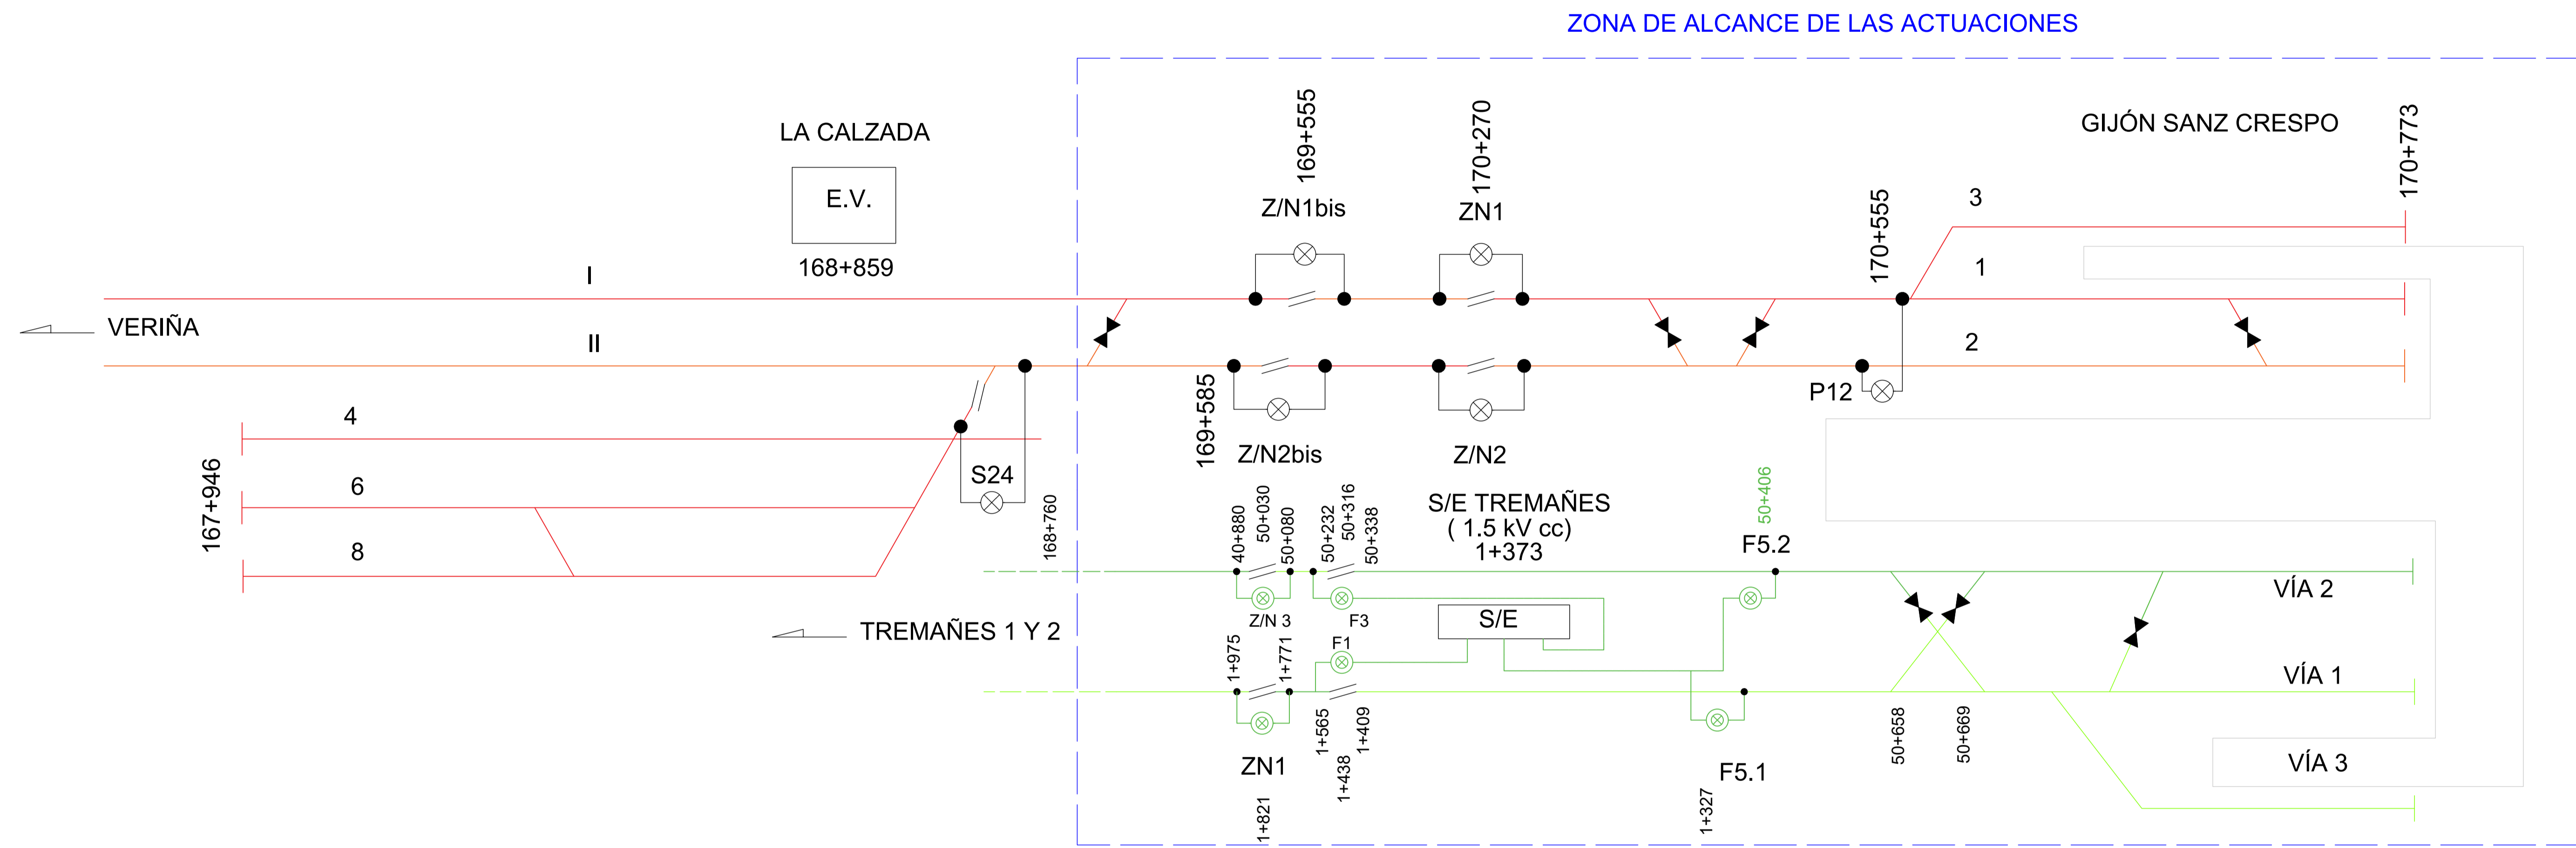 ZONA DE ALCANCE DE LAS ACTUACIONES
LA CALZADA
E.V.
168+859
169+555
Z/N1bis
170+270
ZN1
GIJÓN SANZ CRESPO
170+773
170+555
3
1
2
I
II
VERIÑA
P12
4
6
8
167+946
S24
168+760
169+585
Z/N2bis
Z/N2
S/E TREMAÑES
( 1.5 kV cc)
1+373
40+880
50+030
50+080
50+232
50+316
50+338
50+406
F5.2
Z/N 3
F3
F1
S/E
VÍA 2
TREMAÑES 1 Y 2
1+975
1+771
VÍA 1
ZN1
1+821
1+565
1+438
1+409
F5.1
1+327
50+658
50+669
VÍA 3